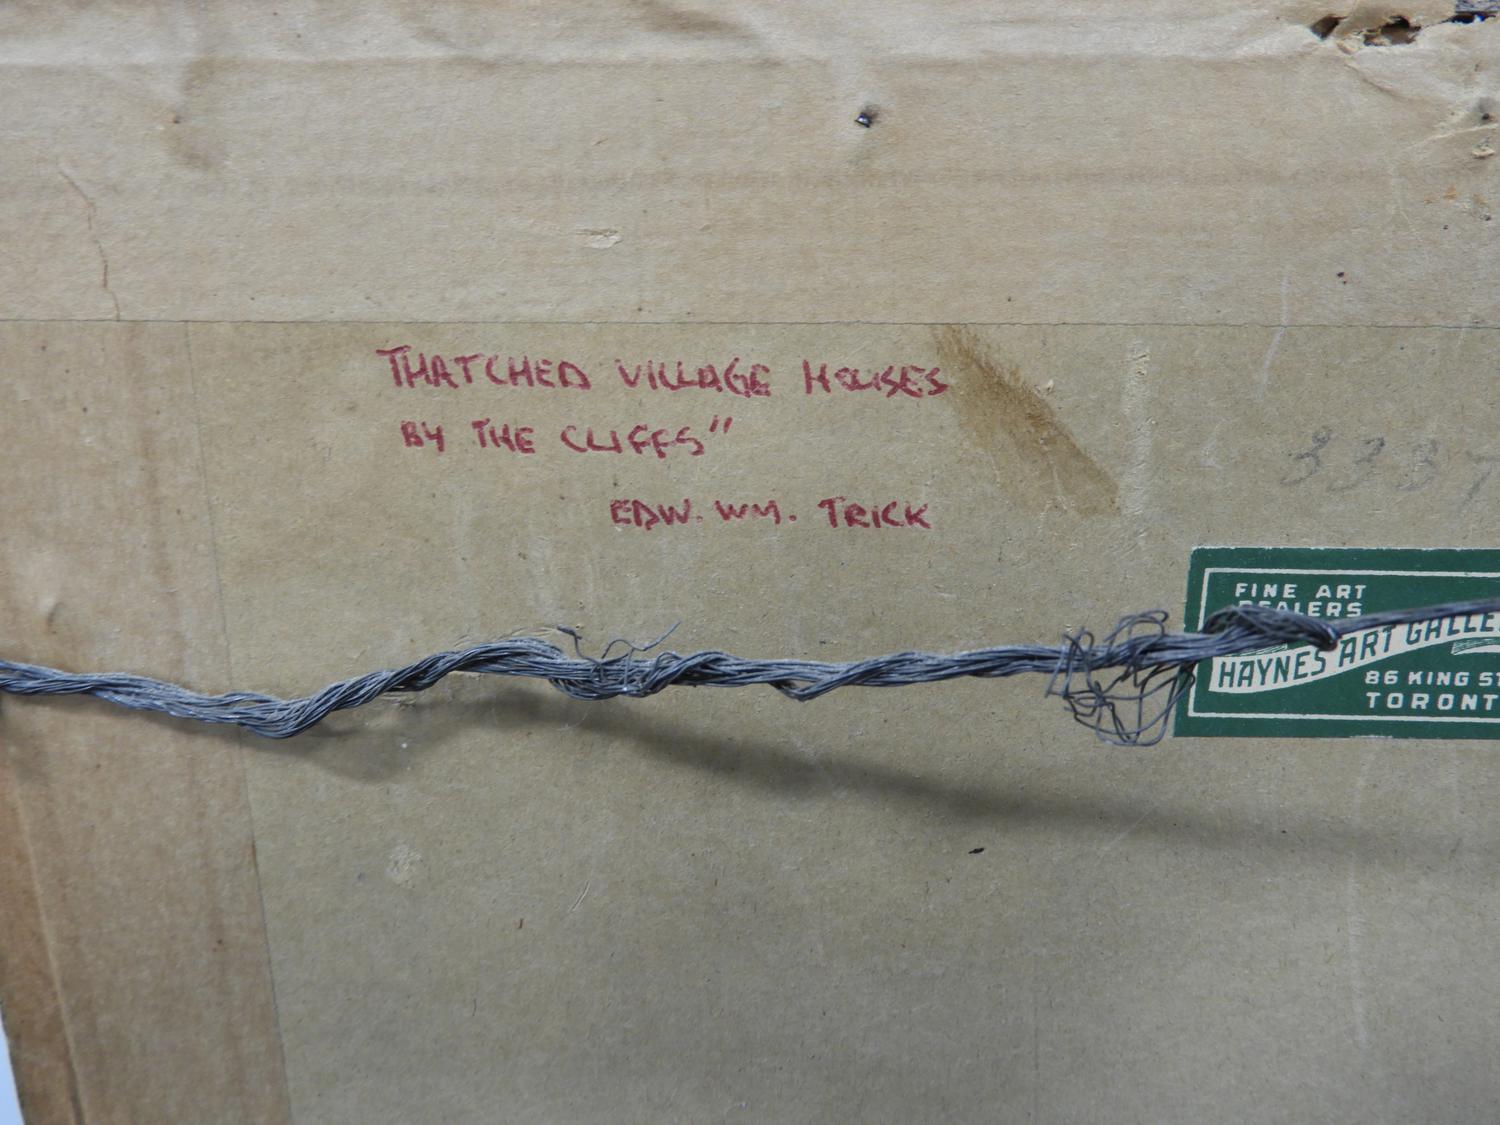 THATCHED VILLAGE HOUSES
BY THE CLIFFS"
EDW. WM. TRICK
3337
FINE ART
DEALERS
HAYNES ART GALLE
86 KING ST
TORONT